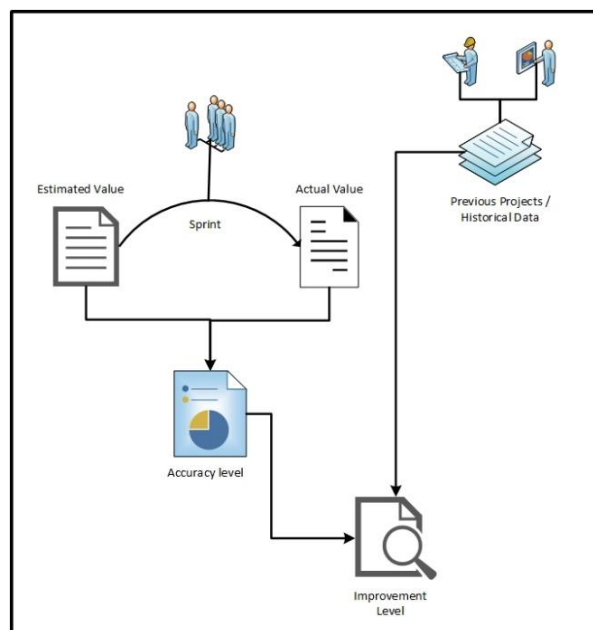 Estimated Value
Actual Value
Sprint
Previous Projects /
Historical Data
Accuracy level
Improvement
Level